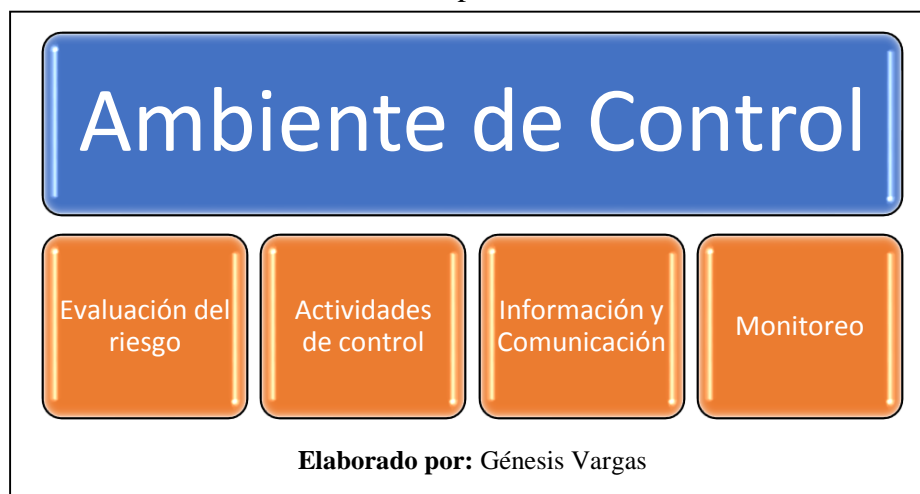 Ambiente de Control
Evaluación del
riesgo
Actividades
de control
Información y
Comunicación
Monitoreo
Elaborado por: Génesis Vargas